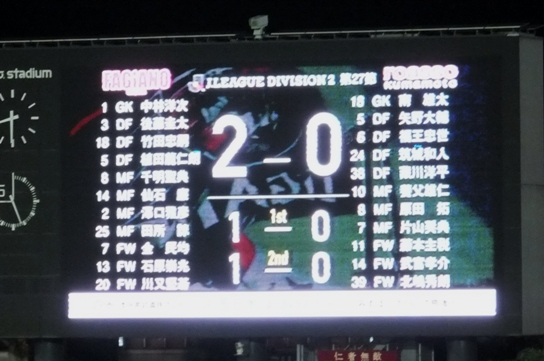 stadium
FAGIANO
J.LEAGUE DIVISION 2 第27節
ROASSO
KUMAMOTO
2 – 0
1 1st 0
1 2nd 0
1 GK 中林洋次
3 DF 後藤圭太
18 DF 竹田忠嗣
5 DF 植田龍仁朗
8 MF 千明聖典
14 MF 仙石 廉
2 MF 澤口雅彦
25 MF 田所 諒
7 FW 金 民均
13 FW 石原崇兆
20 FW 川又堅碁
18 GK 南 雄太
5 DF 矢野大輔
6 DF 福王忠世
24 DF 筑城和人
36 DF 藏川洋平
10 MF 養父雄仁
8 MF 原田 拓
7 MF 片山奨典
11 FW 藤本主税
14 FW 武富孝介
39 FW 北嶋秀朗